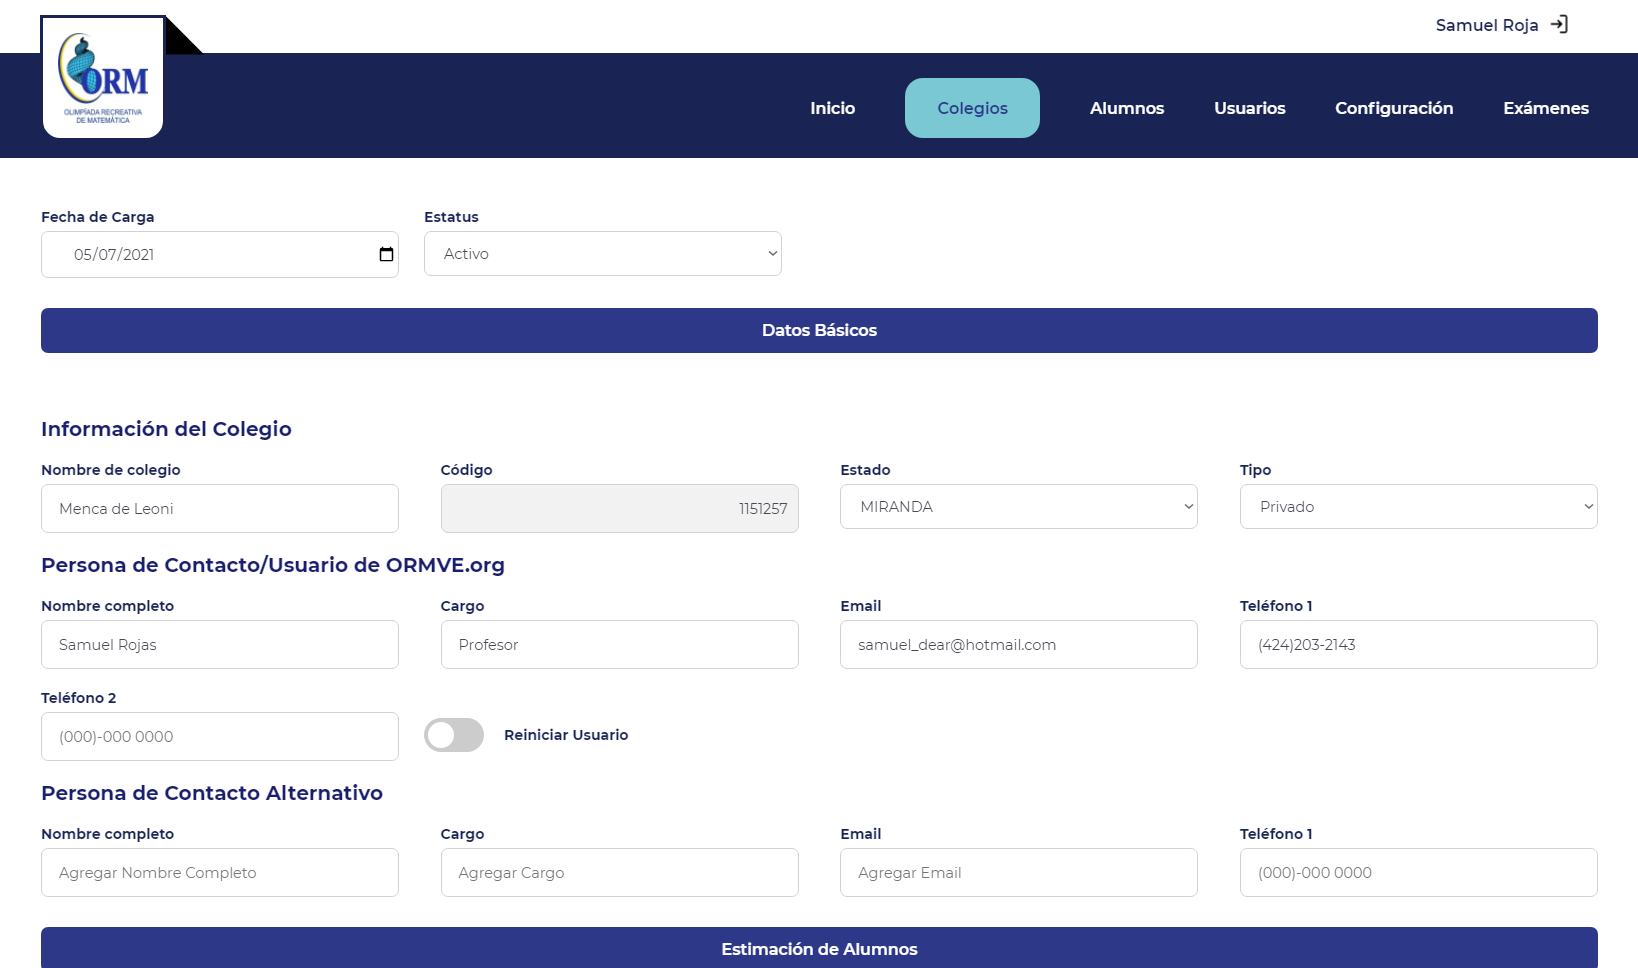 Samuel Roja
ORM
OLIMPÍADA RECREATIVA
DE MATEMÁTICA
Inicio
Colegios
Alumnos
Usuarios
Configuración
Exámenes
Fecha de Carga
Estatus
05/07/2021
Activo
Datos Básicos
Información del Colegio
Nombre de colegio
Código
Estado
Tipo
Menca de Leoni
1151257
MIRANDA
Privado
Persona de Contacto/Usuario de ORMVE.org
Nombre completo
Cargo
Email
Teléfono 1
Samuel Rojas
Profesor
samuel_dear@hotmail.com
(424)203-2143
Teléfono 2
(000)-000 0000
Reiniciar Usuario
Persona de Contacto Alternativo
Nombre completo
Cargo
Email
Teléfono 1
Agregar Nombre Completo
Agregar Cargo
Agregar Email
(000)-000 0000
Estimación de Alumnos